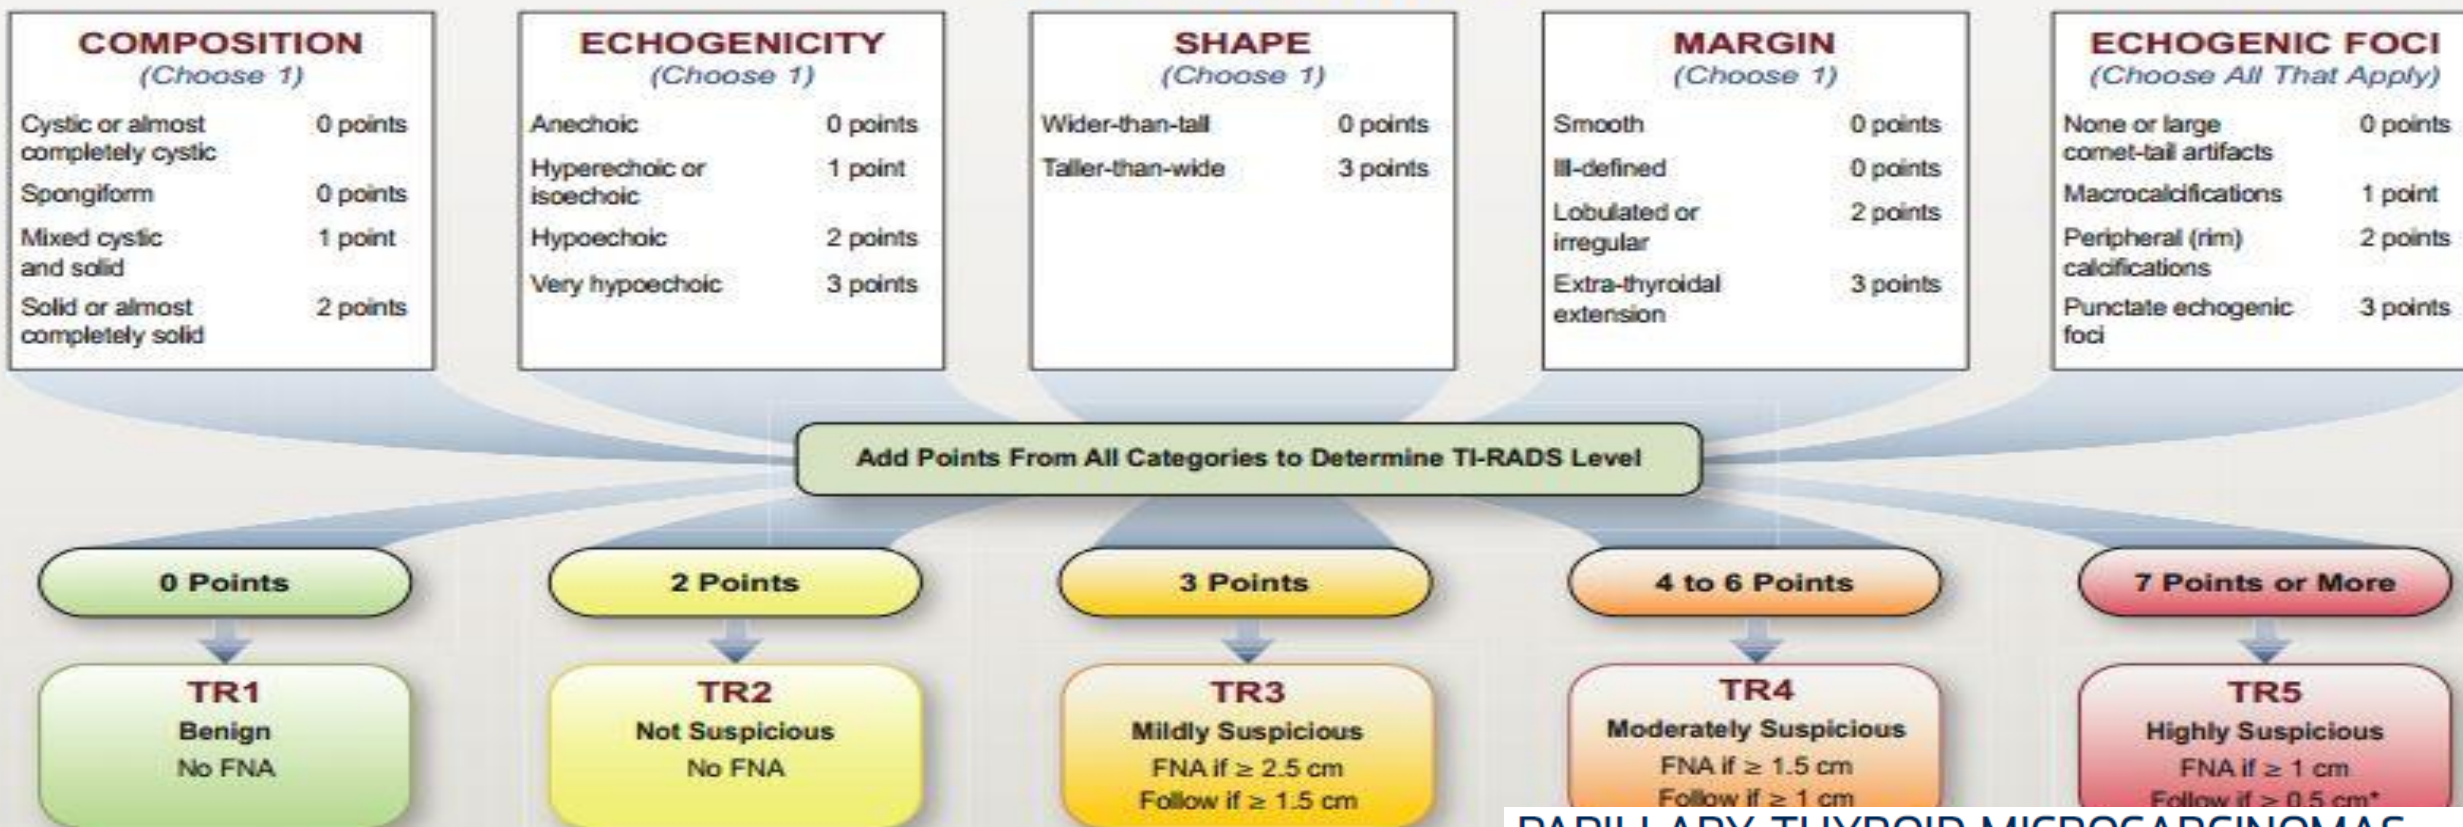 COMPOSITION
(Choose 1)
Cystic or almost 0 points
completely cystic
Spongiform 0 points
Mixed cystic 1 point
and solid
Solid or almost 2 points
completely solid
ECHOGENICITY
(Choose 1)
Anechoic 0 points
Hyperechoic or 1 point
isoechoic
Hypoechoic 2 points
Very hypoechoic 3 points
SHAPE
(Choose 1)
Wider-than-tall 0 points
Taller-than-wide 3 points
MARGIN
(Choose 1)
Smooth 0 points
Ill-defined 0 points
Lobulated or 2 points
irregular
Extra-thyroidal 3 points
extension
ECHOGENIC FOCI
(Choose All That Apply)
None or large 0 points
comet-tail artifacts
Macrocalcifications 1 point
Peripheral (rim) 2 points
calcifications
Punctate echogenic 3 points
foci
Add Points From All Categories to Determine TI-RADS Level
0 Points
2 Points
3 Points
4 to 6 Points
7 Points or More
TR1
Benign
No FNA
TR2
Not Suspicious
No FNA
TR3
Mildly Suspicious
FNA if ≥ 2.5 cm
Follow if ≥ 1.5 cm
TR4
Moderately Suspicious
FNA if ≥ 1.5 cm
Follow if ≥ 1 cm
TR5
Highly Suspicious
FNA if ≥ 1 cm
Follow if ≥ 0.5 cm*
PAPILLARY THYROID MICROCARCINOMAS